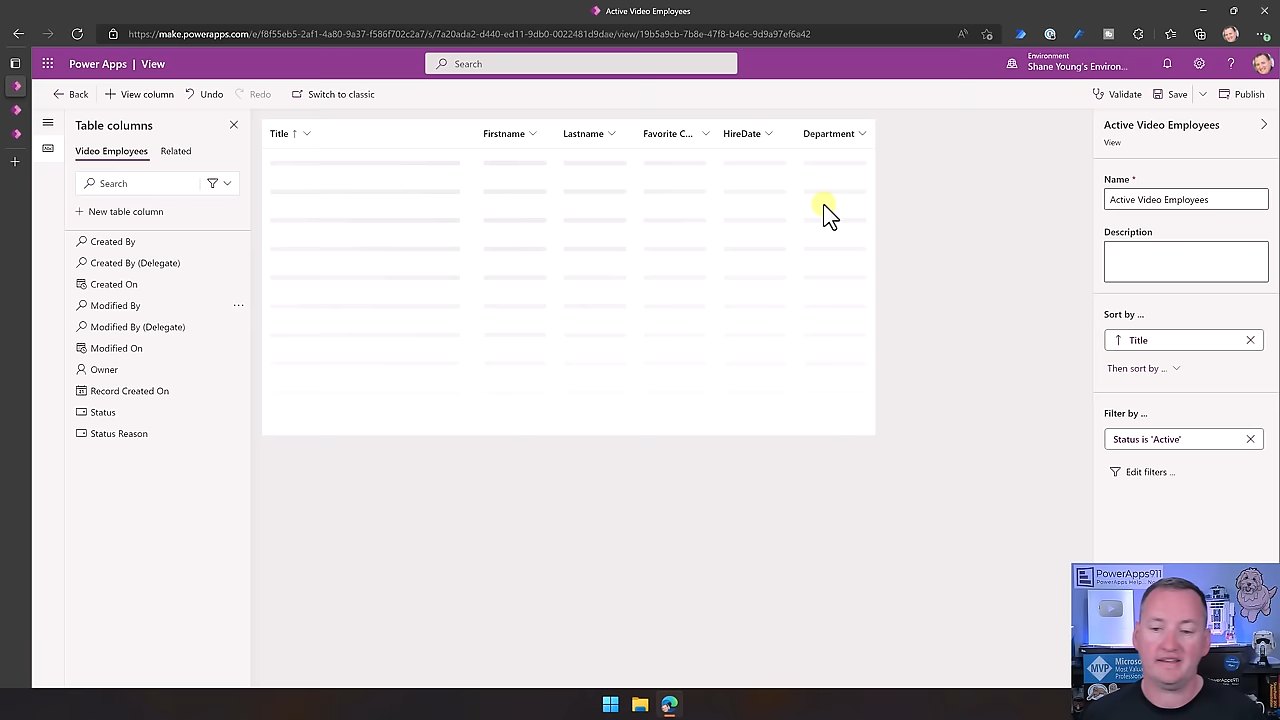 Active Video Employees
https://make.powerapps.com/e/f8f55eb5-2af1-4a80-9a37-f586f702c2a7/s/7a20ada2-d440-ed11-9db0-0022481d9dae/view/19b5a9cb-7b8e-47f8-b46c-9d9a97ef6a42
Power Apps | View
Search
Environment
Shane Young's Environ...
Back
View column
Undo
Redo
Switch to classic
Validate
Save
Publish
Table columns
Video Employees
Related
Search
New table column
Created By
Created By (Delegate)
Created On
Modified By
Modified By (Delegate)
Modified On
Owner
Record Created On
Status
Status Reason
Title
Firstname
Lastname
Favorite C...
HireDate
Department
Active Video Employees
View
Name *
Active Video Employees
Description
Sort by ...
Title
Then sort by ...
Filter by ...
Status is 'Active'
Edit filters ...
PowerApps911
MVP
Microsof
Most Valu
Professional